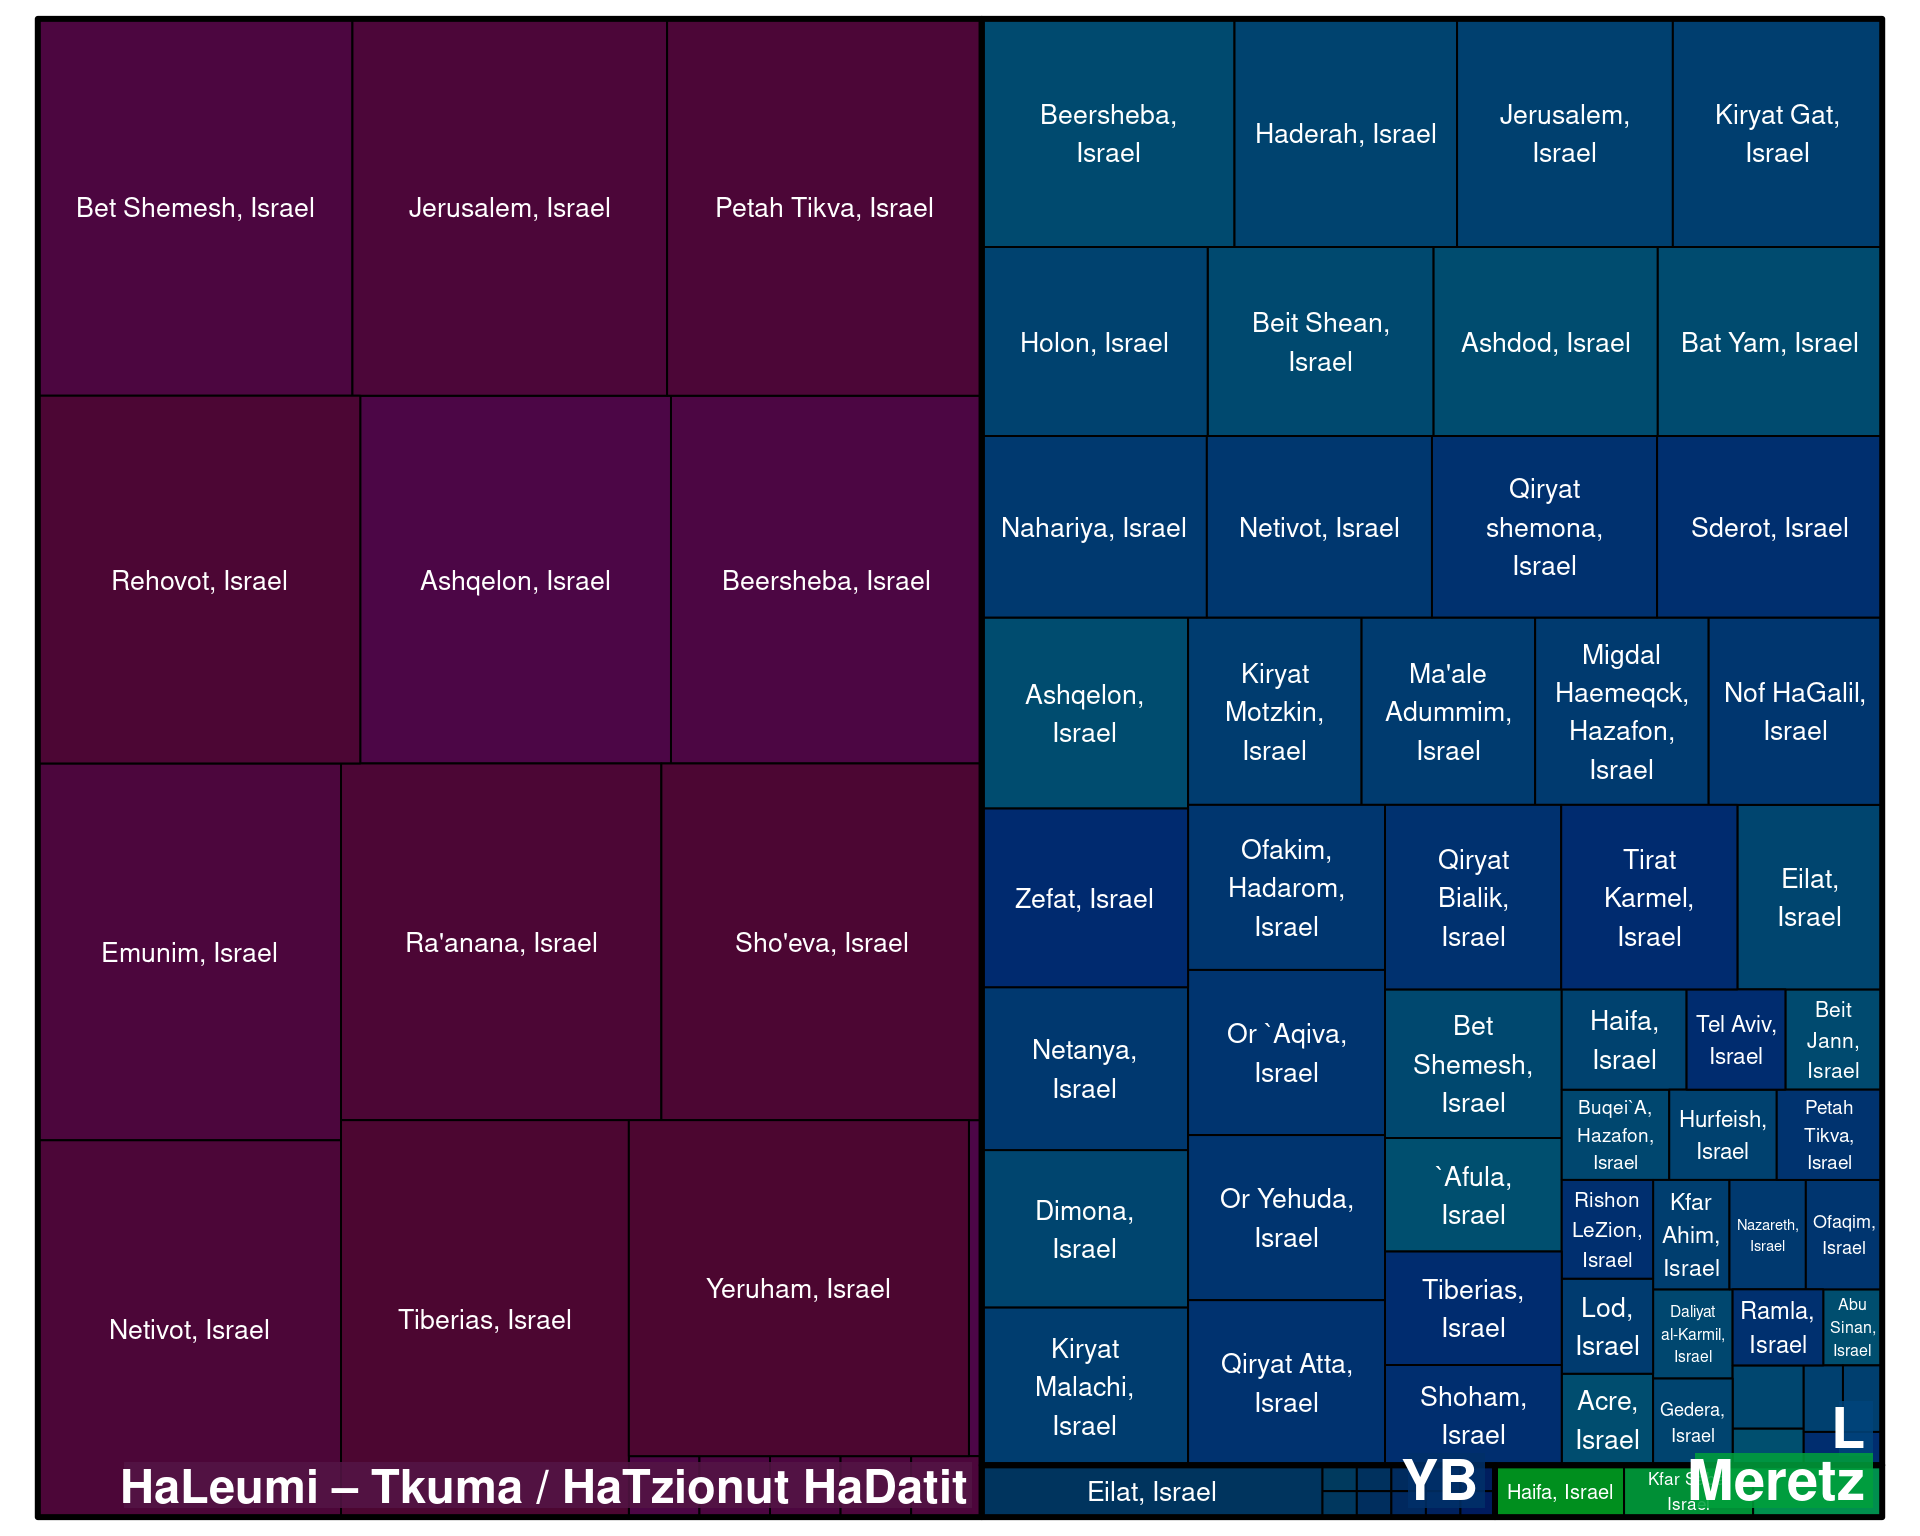 Bet Shemesh, Israel
Jerusalem, Israel
Petah Tikva, Israel
Rehovot, Israel
Ashqelon, Israel
Beersheba, Israel
Emunim, Israel
Ra'anana, Israel
Sho'eva, Israel
Netivot, Israel
Tiberias, Israel
Yeruham, Israel
HaLeumi – Tkuma / HaTzionut HaDatit
Beersheba,
Israel
Haderah, Israel
Jerusalem,
Israel
Kiryat Gat,
Israel
Holon, Israel
Beit Shean,
Israel
Ashdod, Israel
Bat Yam, Israel
Nahariya, Israel
Netivot, Israel
Qiryat
shemona,
Israel
Sderot, Israel
Ashqelon,
Israel
Kiryat
Motzkin,
Israel
Ma'ale
Adummim,
Israel
Migdal
Haemeqck,
Hazafon,
Israel
Nof HaGalil,
Israel
Zefat, Israel
Ofakim,
Hadarom,
Israel
Qiryat
Bialik,
Israel
Tirat
Karmel,
Israel
Eilat,
Israel
Netanya,
Israel
Or `Aqiva,
Israel
Bet
Shemesh,
Israel
Haifa,
Israel
Tel Aviv,
Israel
Beit
Jann,
Israel
Buqei`A,
Hazafon,
Israel
Hurfeish,
Israel
Petah
Tikva,
Israel
Dimona,
Israel
Or Yehuda,
Israel
`Afula,
Israel
Rishon
LeZion,
Israel
Kfar
Ahim,
Israel
Nazareth,
Israel
Ofaqim,
Israel
Tiberias,
Israel
Lod,
Israel
Daliyat
al-Karmil,
Israel
Ramla,
Israel
Abu
Sinan,
Israel
Kiryat
Malachi,
Israel
Qiryat Atta,
Israel
Shoham,
Israel
Acre,
Israel
Gedera,
Israel
L
Eilat, Israel
YB
Haifa, Israel
Kfar
Israel
Meretz